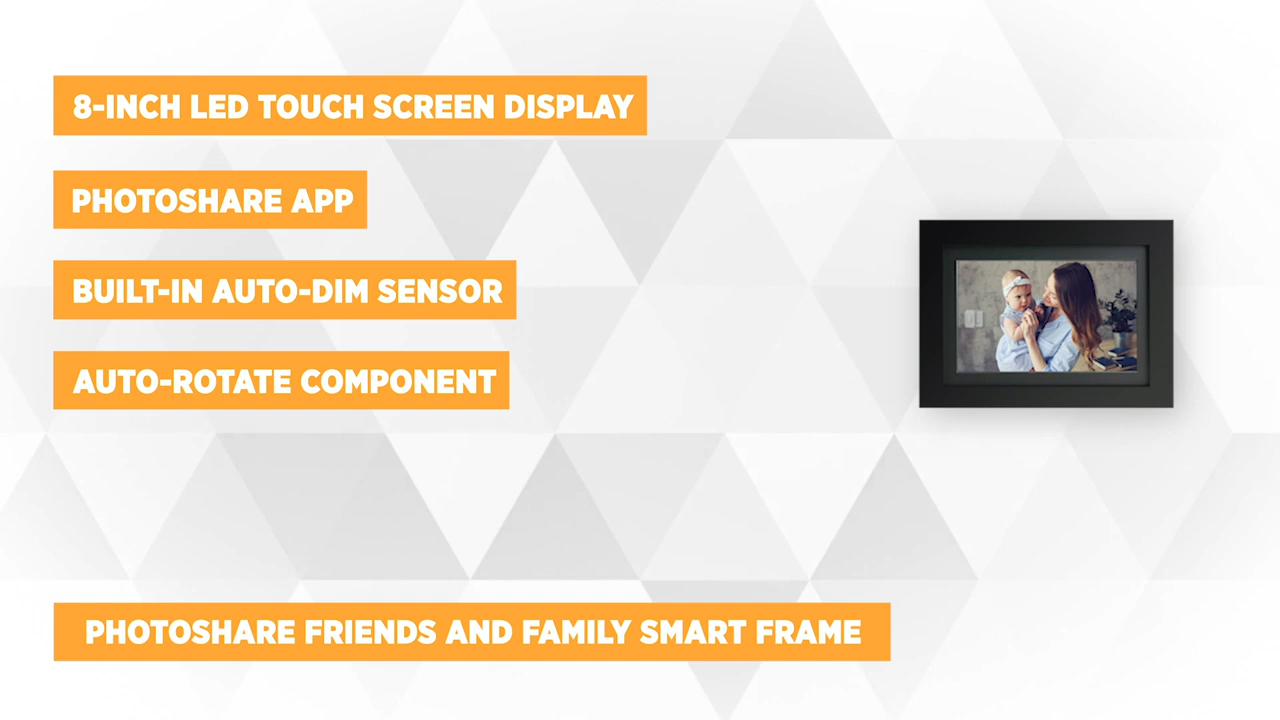 8-INCH LED TOUCH SCREEN DISPLAY
PHOTOSHARE APP
BUILT-IN AUTO-DIM SENSOR
AUTO-ROTATE COMPONENT
PHOTOSHARE FRIENDS AND FAMILY SMART FRAME